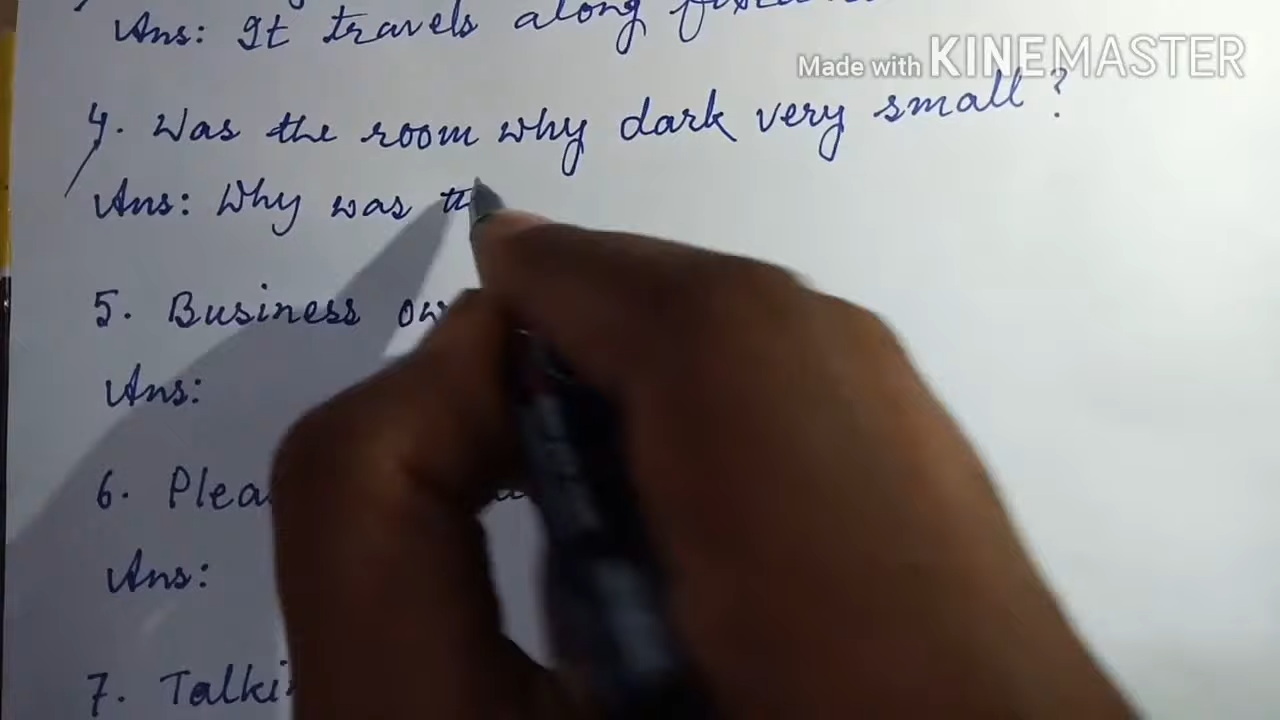 Ans: It travels along
Made with KINEMASTER
4. Was the room why dark very small?
Ans: Why was th
5. Business ow
Ans:
6. Plea
Ans:
7. Talki